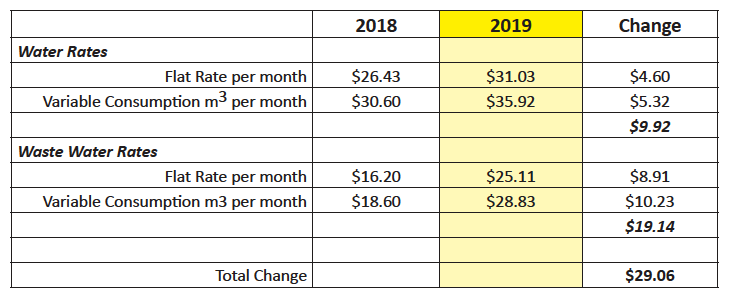 2018 2019 Change
Water Rates
Flat Rate per month $26.43 $31.03 $4.60
Variable Consumption m³ per month $30.60 $35.92 $5.32
$9.92
Waste Water Rates
Flat Rate per month $16.20 $25.11 $8.91
Variable Consumption m3 per month $18.60 $28.83 $10.23
$19.14
Total Change $29.06